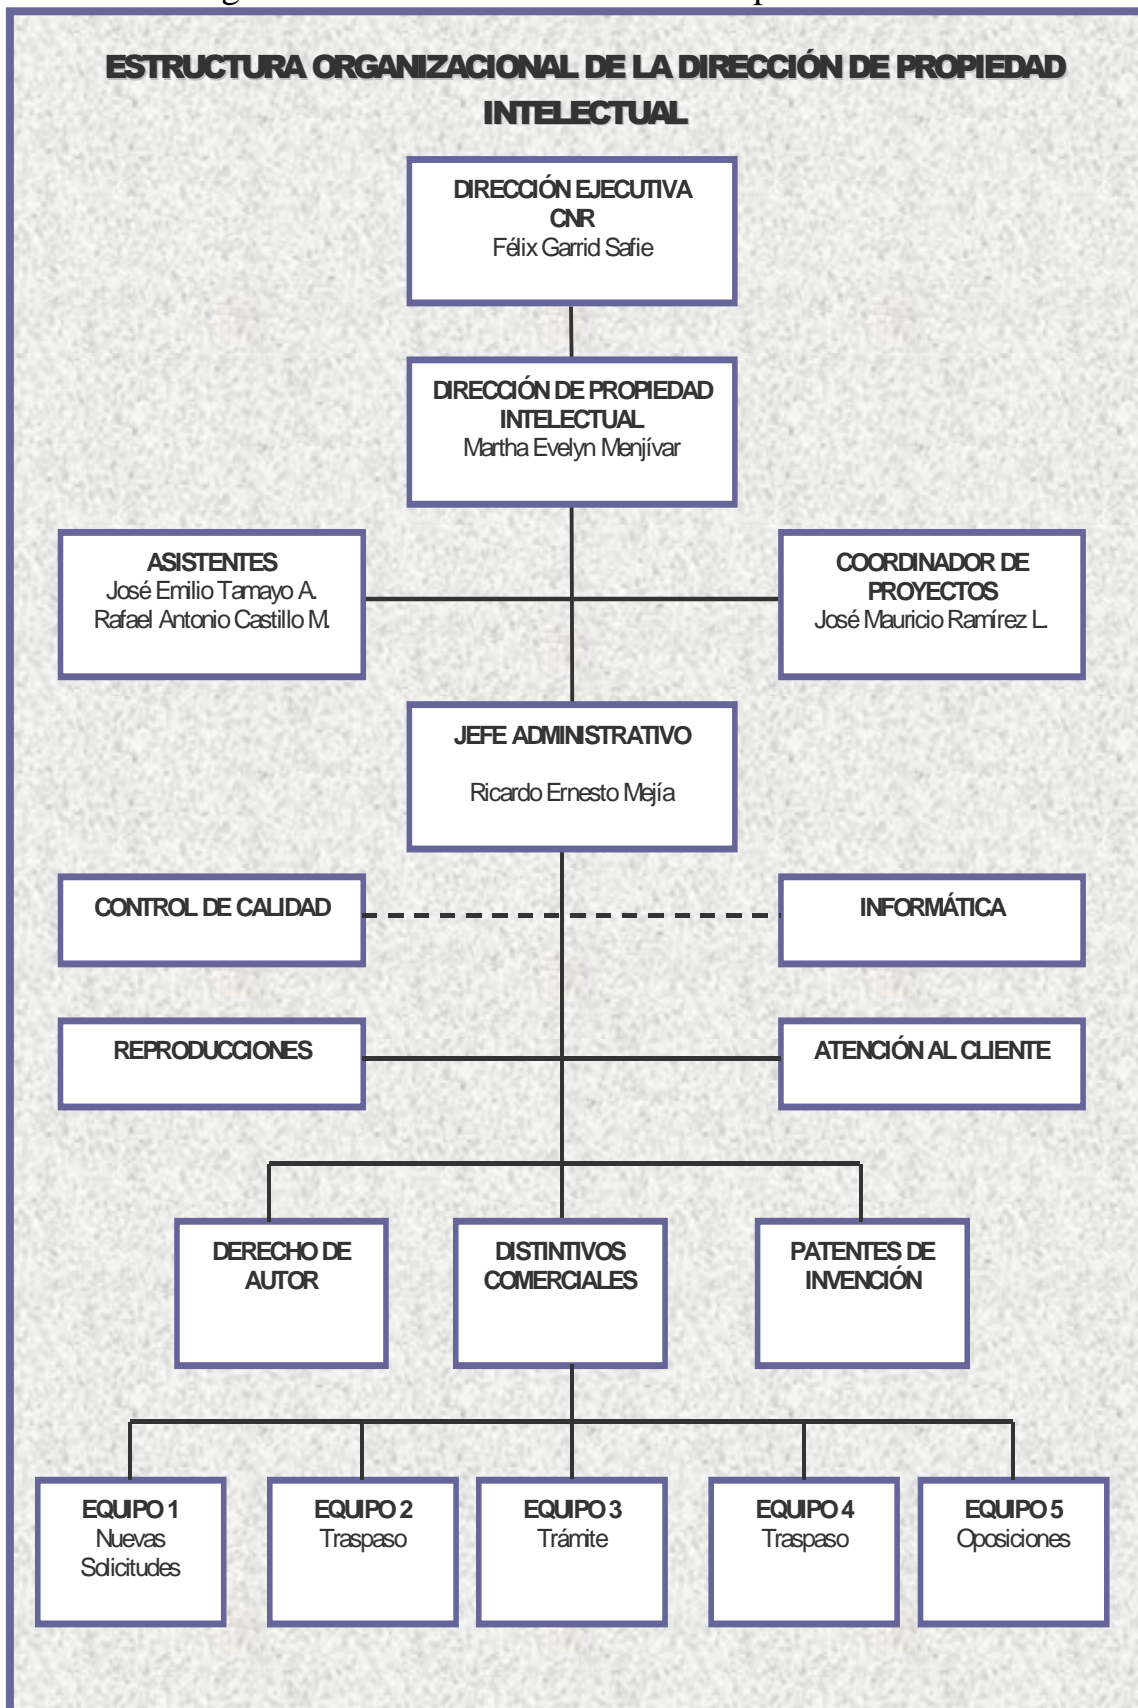 ESTRUCTURA ORGANIZACIONAL DE LA DIRECCIÓN DE PROPIEDAD
INTELECTUAL
DIRECCIÓN EJECUTIVA
CNR
Félix Garrid Safie
DIRECCIÓN DE PROPIEDAD
INTELECTUAL
Martha Evelyn Menjívar
ASISTENTES
José Emilio Tamayo A.
Rafael Antonio Castillo M.
COORDINADOR DE
PROYECTOS
José Mauricio Ramírez L.
JEFE ADMINISTRATIVO
Ricardo Ernesto Mejía
CONTROL DE CALIDAD
INFORMÁTICA
REPRODUCCIONES
ATENCIÓN AL CLIENTE
DERECHO DE
AUTOR
DISTINTIVOS
COMERCIALES
PATENTES DE
INVENCIÓN
EQUIPO 1
Nuevas
Solicitudes
EQUIPO 2
Traspaso
EQUIPO 3
Trámite
EQUIPO 4
Traspaso
EQUIPO 5
Oposiciones